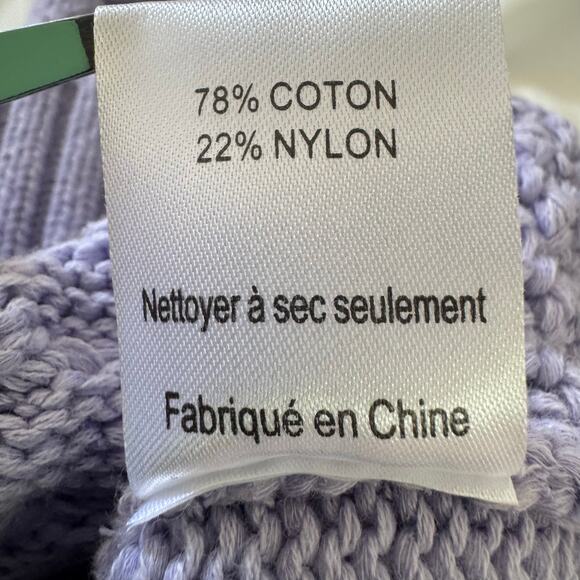 78% COTON
22% NYLON
Nettoyer à sec seulement
Fabriqué en Chine